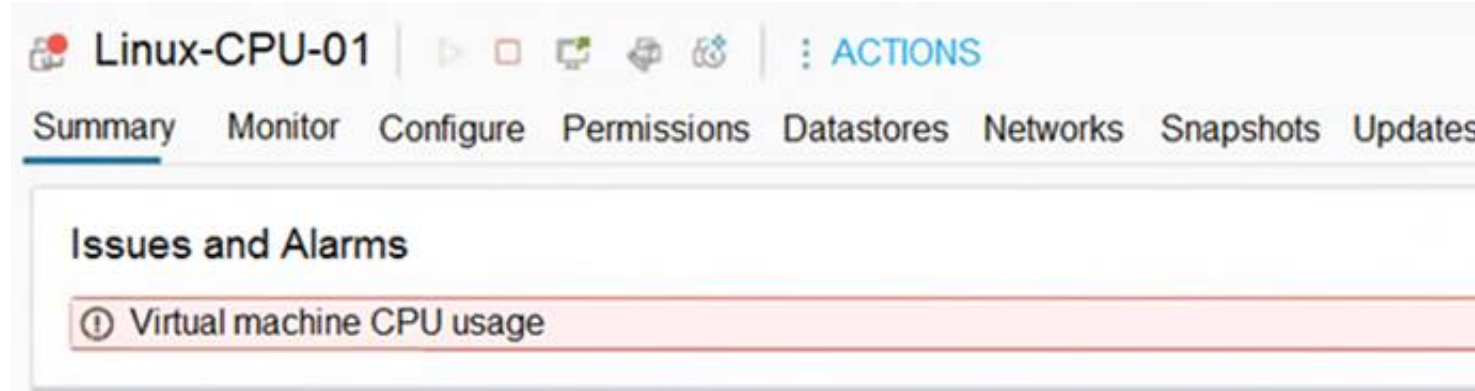 Linux-CPU-01 ACTIONS
Summary Monitor Configure Permissions Datastores Networks Snapshots Updates
Issues and Alarms
Virtual machine CPU usage